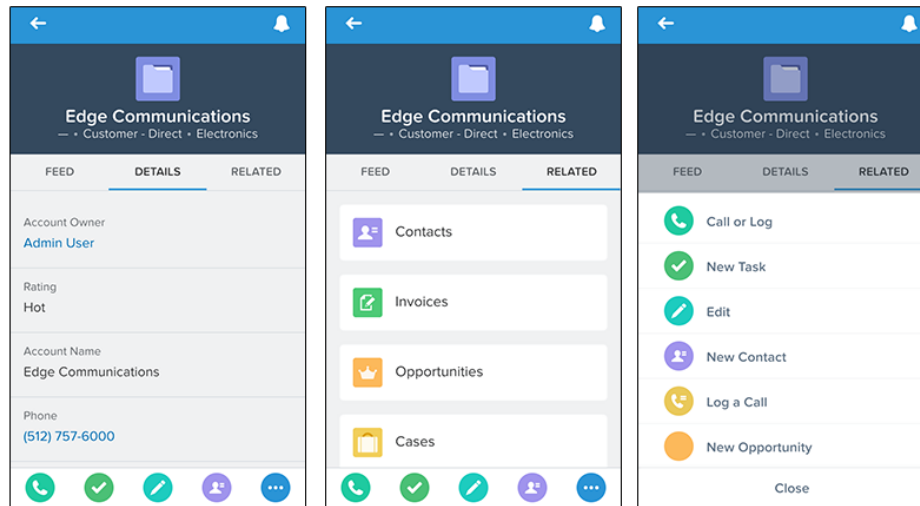 Edge Communications
— • Customer - Direct • Electronics
FEED DETAILS RELATED
Account Owner
Admin User
Rating
Hot
Account Name
Edge Communications
Phone
(512) 757-6000
Edge Communications
— • Customer - Direct • Electronics
FEED DETAILS RELATED
Contacts
Invoices
Opportunities
Cases
Edge Communications
— • Customer - Direct • Electronics
FEED DETAILS RELATED
Call or Log
New Task
Edit
New Contact
Log a Call
New Opportunity
Close